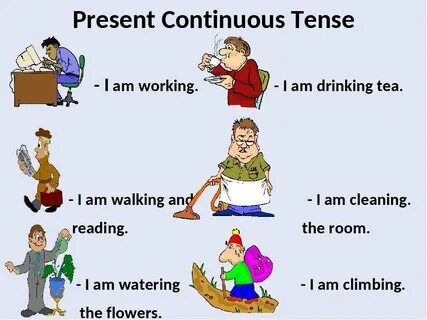 Present Continuous Tense
- I am working.
- I am drinking tea.
- I am walking and
reading.
- I am cleaning.
the room.
- I am watering
the flowers.
- I am climbing.